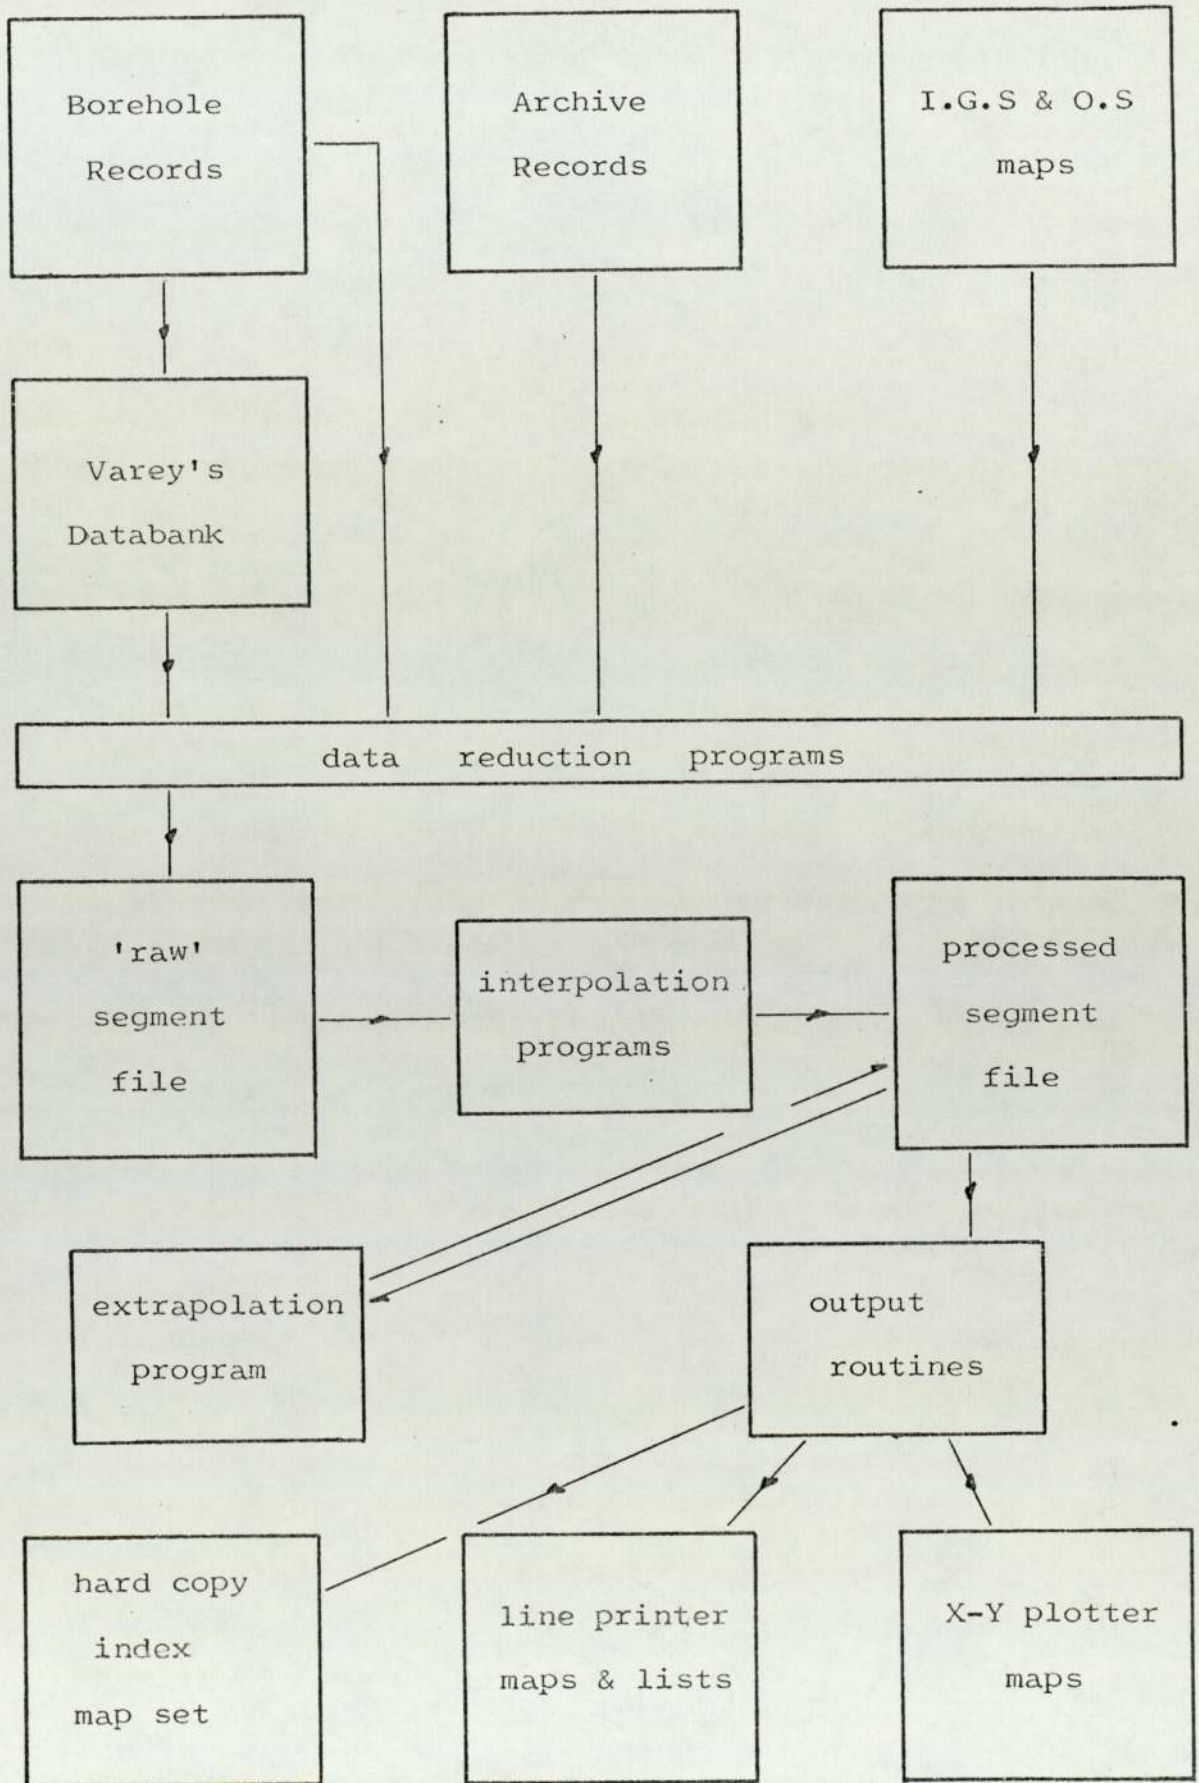 Borehole
Records
Archive
Records
I.G.S & O.S
maps
Varey's
Databank
data reduction programs
'raw'
segment
file
interpolation
programs
processed
segment
file
extrapolation
program
output
routines
hard copy
index
map set
line printer
maps & lists
X-Y plotter
maps